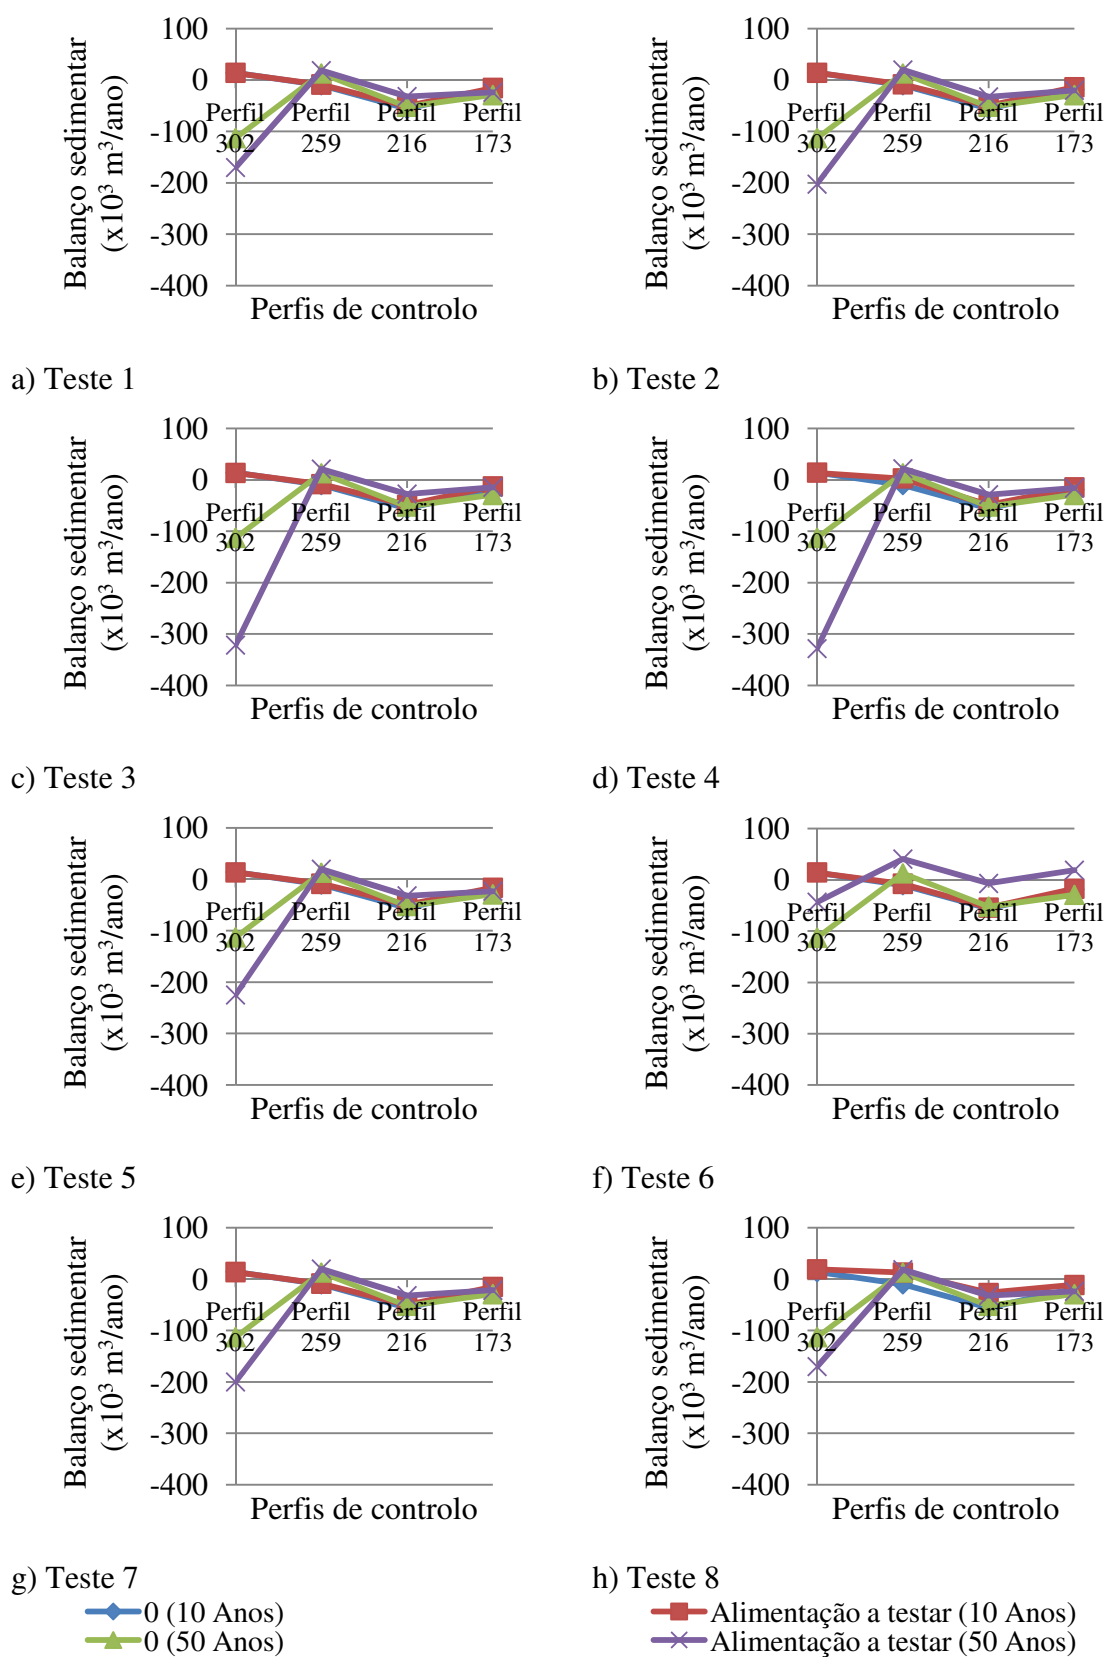 100
0
-100
-200
-300
-400
Balanço sedimentar
(x10³ m³/ano)
Perfil 302
Perfil 259
Perfil 216
Perfil 173
Perfis de controlo
a) Teste 1
100
0
-100
-200
-300
-400
Balanço sedimentar
(x10³ m³/ano)
Perfil 302
Perfil 259
Perfil 216
Perfil 173
Perfis de controlo
b) Teste 2
100
0
-100
-200
-300
-400
Balanço sedimentar
(x10³ m³/ano)
Perfil 302
Perfil 259
Perfil 216
Perfil 173
Perfis de controlo
c) Teste 3
100
0
-100
-200
-300
-400
Balanço sedimentar
(x10³ m³/ano)
Perfil 302
Perfil 259
Perfil 216
Perfil 173
Perfis de controlo
d) Teste 4
100
0
-100
-200
-300
-400
Balanço sedimentar
(x10³ m³/ano)
Perfil 302
Perfil 259
Perfil 216
Perfil 173
Perfis de controlo
e) Teste 5
100
0
-100
-200
-300
-400
Balanço sedimentar
(x10³ m³/ano)
Perfil 302
Perfil 259
Perfil 216
Perfil 173
Perfis de controlo
f) Teste 6
100
0
-100
-200
-300
-400
Balanço sedimentar
(x10³ m³/ano)
Perfil 302
Perfil 259
Perfil 216
Perfil 173
Perfis de controlo
g) Teste 7
100
0
-100
-200
-300
-400
Balanço sedimentar
(x10³ m³/ano)
Perfil 302
Perfil 259
Perfil 216
Perfil 173
Perfis de controlo
h) Teste 8
0 (10 Anos)
Alimentação a testar (10 Anos)
0 (50 Anos)
Alimentação a testar (50 Anos)